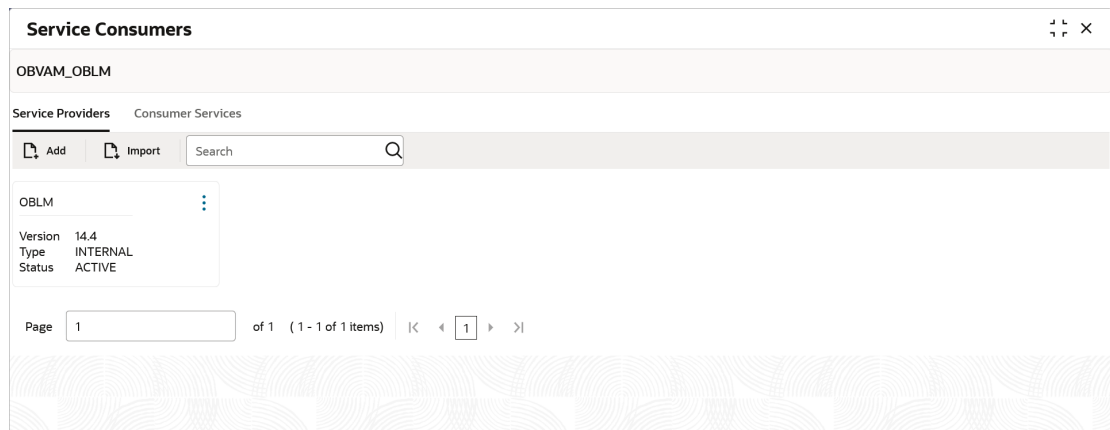 Service Consumers
OBVAM_OBLM
Service Providers Consumer Services
Add Import Search
OBLM
Version 14.4
Type INTERNAL
Status ACTIVE
Page 1 of 1 ( 1 - 1 of 1 items) 1